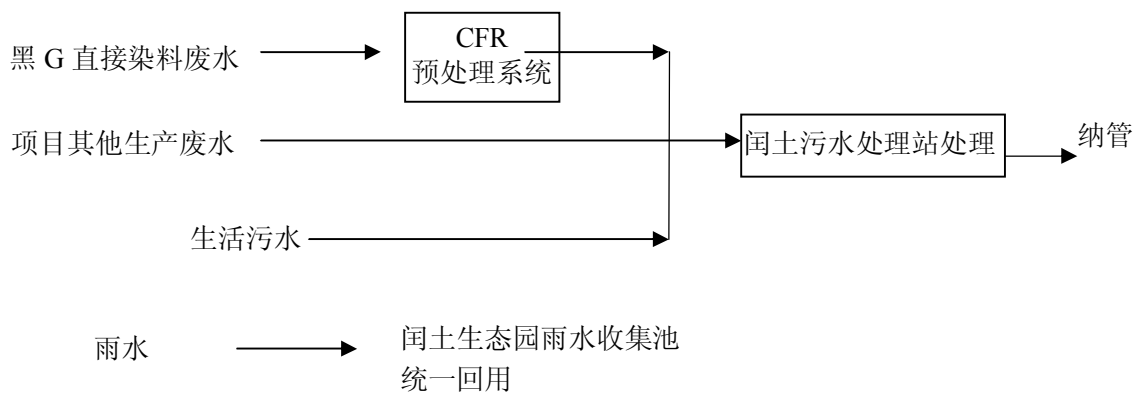 黑 G 直接染料废水
CFR
预处理系统
项目其他生产废水
闰土污水处理站处理
纳管
生活污水
雨水
闰土生态园雨水收集池
统一回用